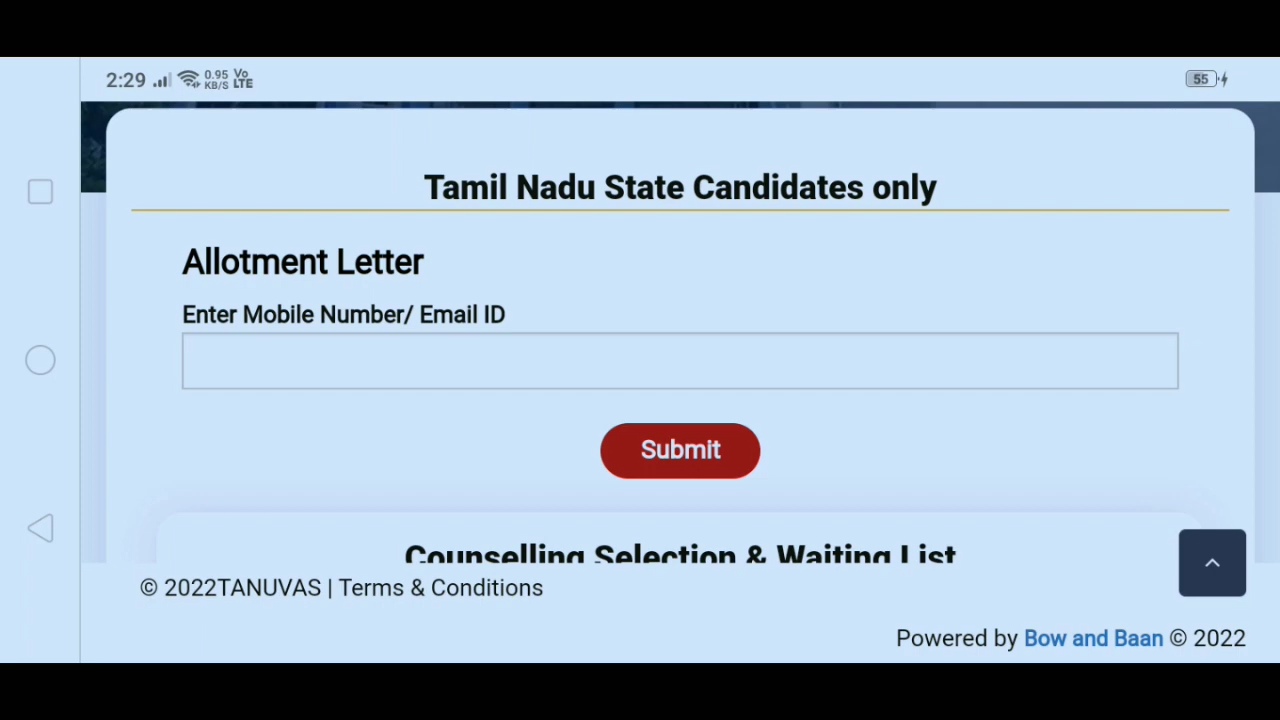 2:29 0.95 KB/S Vo LTE 55
Tamil Nadu State Candidates only
Allotment Letter
Enter Mobile Number/ Email ID
Submit
Counselling Selection & Waiting List
© 2022TANUVAS | Terms & Conditions
Powered by Bow and Baan © 2022